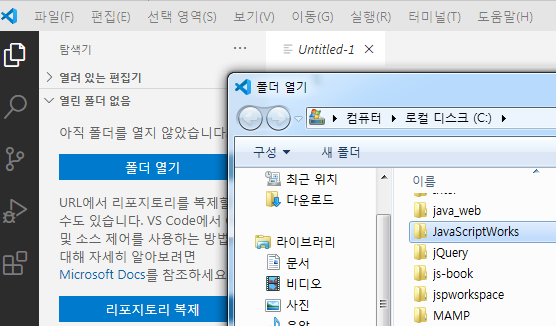 파일(F) 편집(E) 선택 영역(S) 보기(V) 이동(G) 실행(R) 터미널(T) 도움말(H)
탐색기 ···
Untitled-1
열려 있는 편집기
열린 폴더 없음
아직 폴더를 열지 않았습니다
폴더 열기
URL에서 리포지토리를 복제할
수도 있습니다. VS Code에서
및 소스 제어를 사용하는 방법
대해 자세히 알아보려면
Microsoft Docs를 참조하세요
리포지토리 복제
폴더 열기
컴퓨터 로컬 디스크 (C:)
구성 새 폴더
최근 위치
다운로드
라이브러리
문서
비디오
사진
음악
이름
java_web
JavaScriptWorks
jQuery
js-book
jspworkspace
MAMP